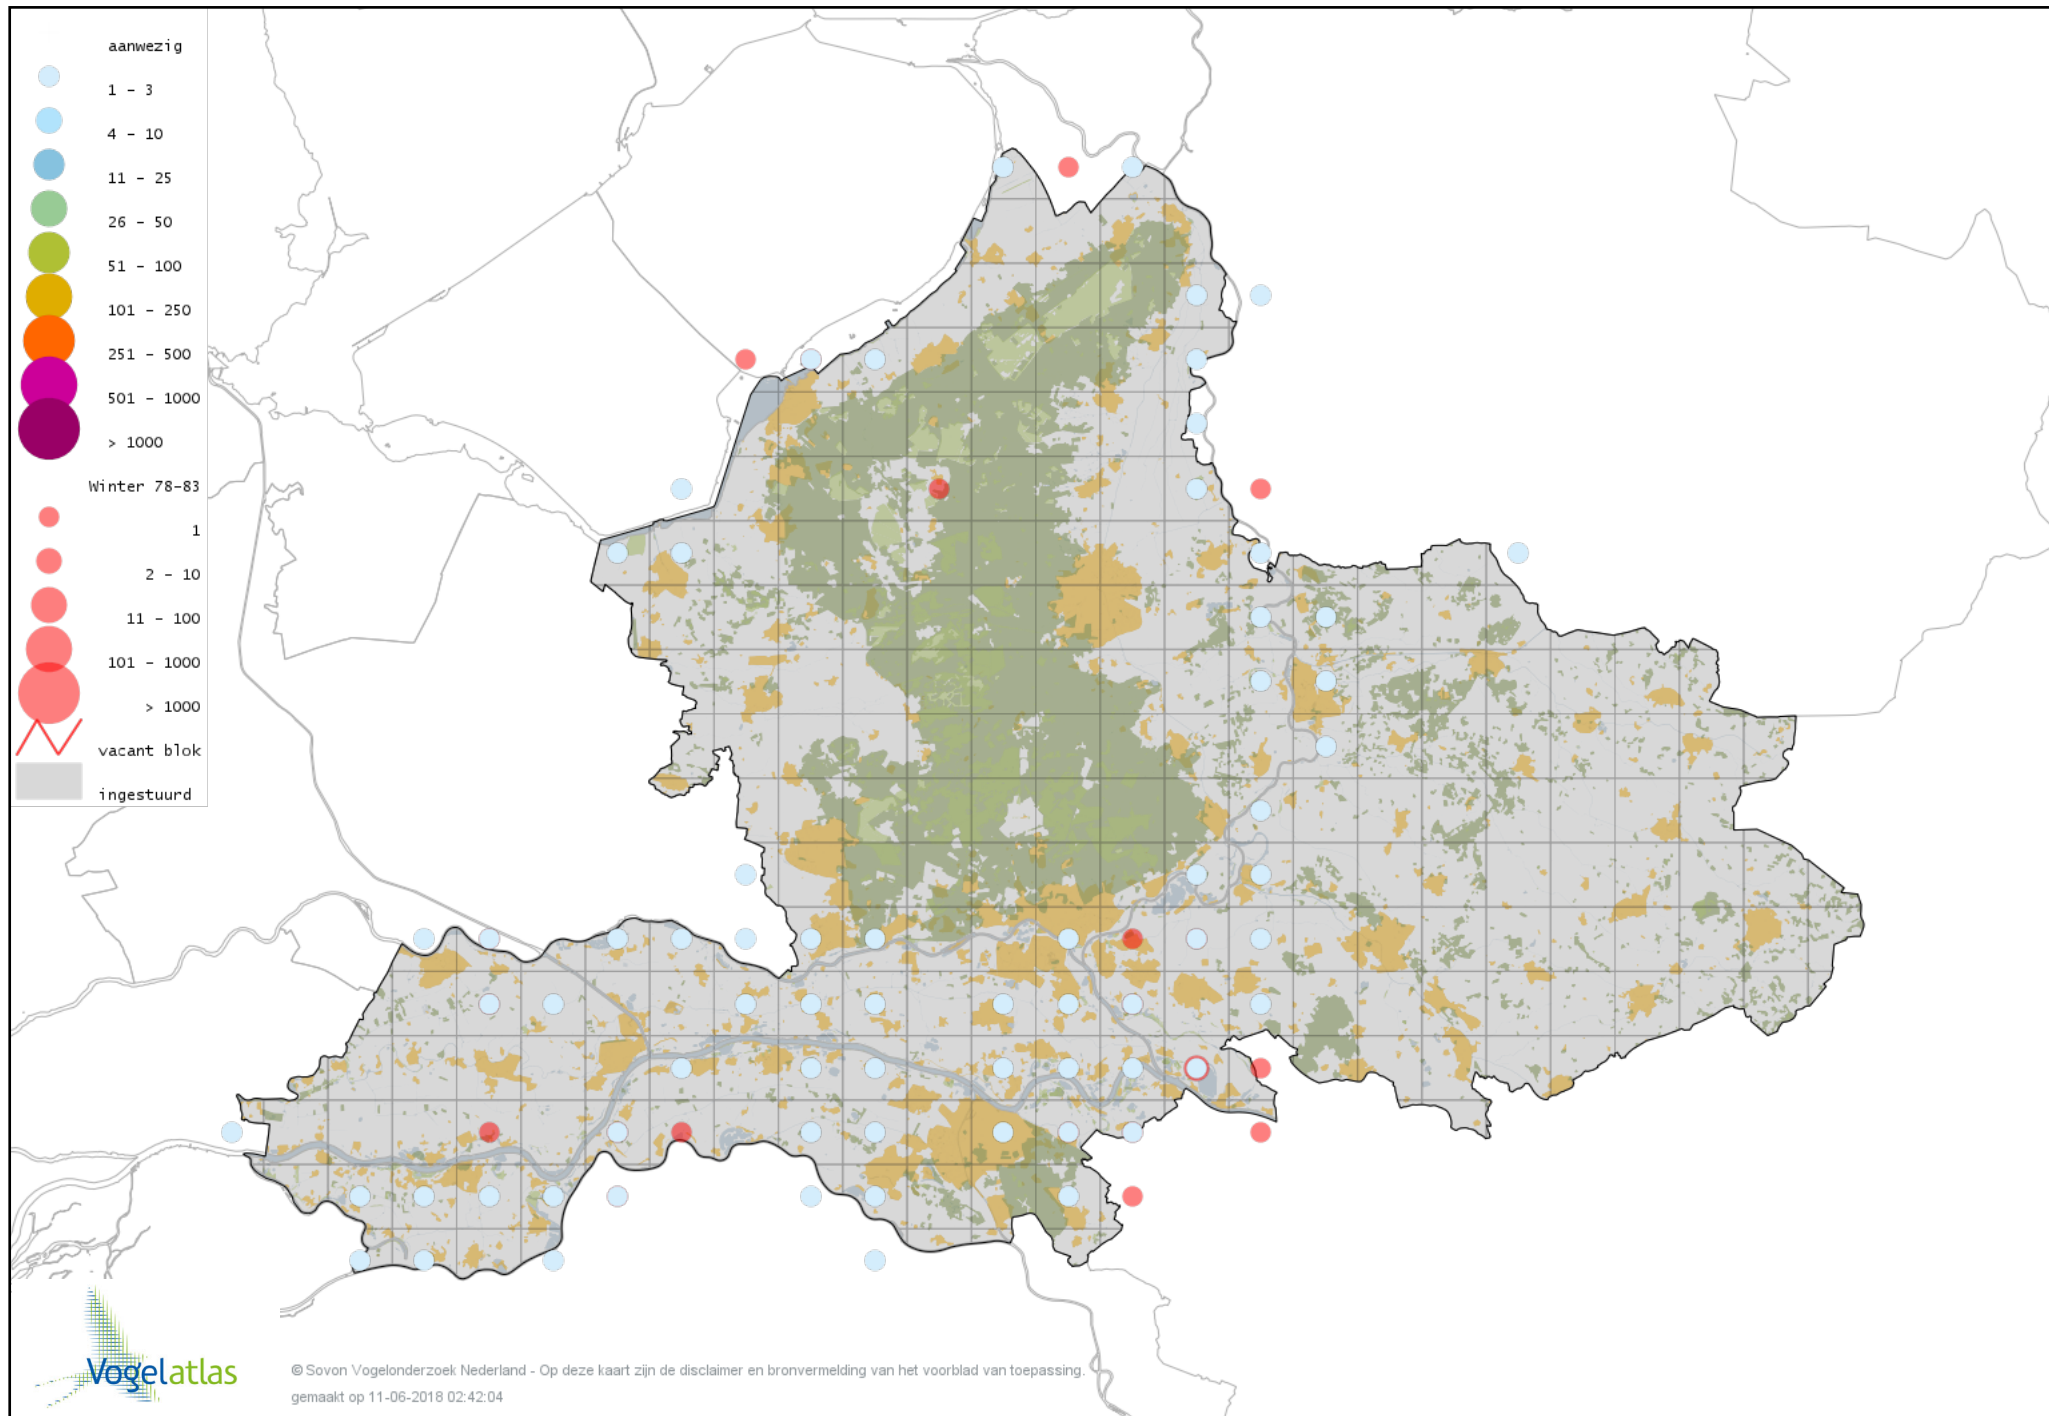 aanwezig
1 - 3
4 - 10
11 - 25
26 - 50
51 - 100
101 - 250
251 - 500
501 - 1000
> 1000
Winter 78-83
1
2 - 10
11 - 100
101 - 1000
> 1000
vacant blok
ingestuurd
Vogelatlas
© Sovon Vogelonderzoek Nederland - Op deze kaart zijn de disclaimer en bronvermelding van het voorblad van toepassing.
gemaakt op 11-06-2018 02:42:04